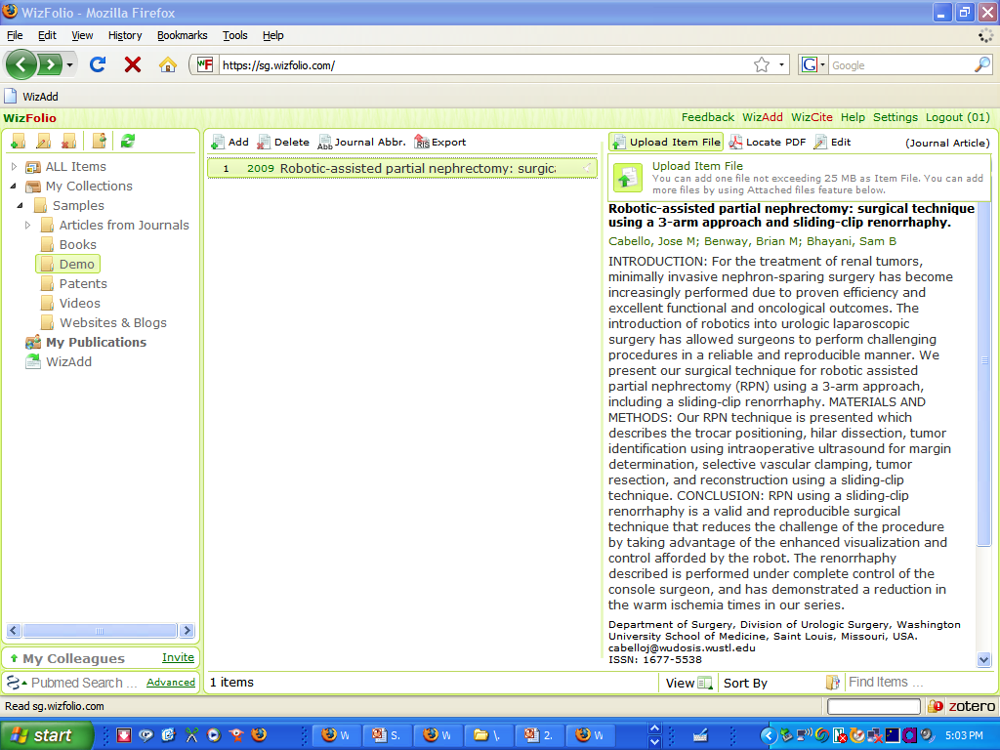 WizFolio - Mozilla Firefox
File Edit View History Bookmarks Tools Help
https://sg.wizfolio.com/
Google
WizAdd
WizFolio
Feedback WizAdd WizCite Help Settings Logout (01)
Add Delete Journal Abbr. Export
Upload Item File Locate PDF Edit (Journal Article)
ALL Items
My Collections
Samples
Articles from Journals
Books
Demo
Patents
Videos
Websites & Blogs
My Publications
WizAdd
1 2009 Robotic-assisted partial nephrectomy: surgica
Upload Item File
You can add one file not exceeding 25 MB as Item File. You can add
more files by using Attached files feature below.
Robotic-assisted partial nephrectomy: surgical technique
using a 3-arm approach and sliding-clip renorrhaphy.
Cabello, Jose M; Benway, Brian M; Bhayani, Sam B
INTRODUCTION: For the treatment of renal tumors,
minimally invasive nephron-sparing surgery has become
increasingly performed due to proven efficiency and
excellent functional and oncological outcomes. The
introduction of robotics into urologic laparoscopic
surgery has allowed surgeons to perform challenging
procedures in a reliable and reproducible manner. We
present our surgical technique for robotic assisted
partial nephrectomy (RPN) using a 3-arm approach,
including a sliding-clip renorrhaphy. MATERIALS AND
METHODS: Our RPN technique is presented which
describes the trocar positioning, hilar dissection, tumor
identification using intraoperative ultrasound for margin
determination, selective vascular clamping, tumor
resection, and reconstruction using a sliding-clip
technique. CONCLUSION: RPN using a sliding-clip
renorrhaphy is a valid and reproducible surgical
technique that reduces the challenge of the procedure
by taking advantage of the enhanced visualization and
control afforded by the robot. The renorrhaphy
described is performed under complete control of the
console surgeon, and has demonstrated a reduction in
the warm ischemia times in our series.
Department of Surgery, Division of Urologic Surgery, Washington
University School of Medicine, Saint Louis, Missouri, USA.
cabelloj@wudosis.wustl.edu
ISSN: 1677-5538
My Colleagues Invite
Pubmed Search ... Advanced
1 items
View Sort By Find Items ...
Read sg.wizfolio.com
zotero
start
W S. W \. 2. W
5:03 PM